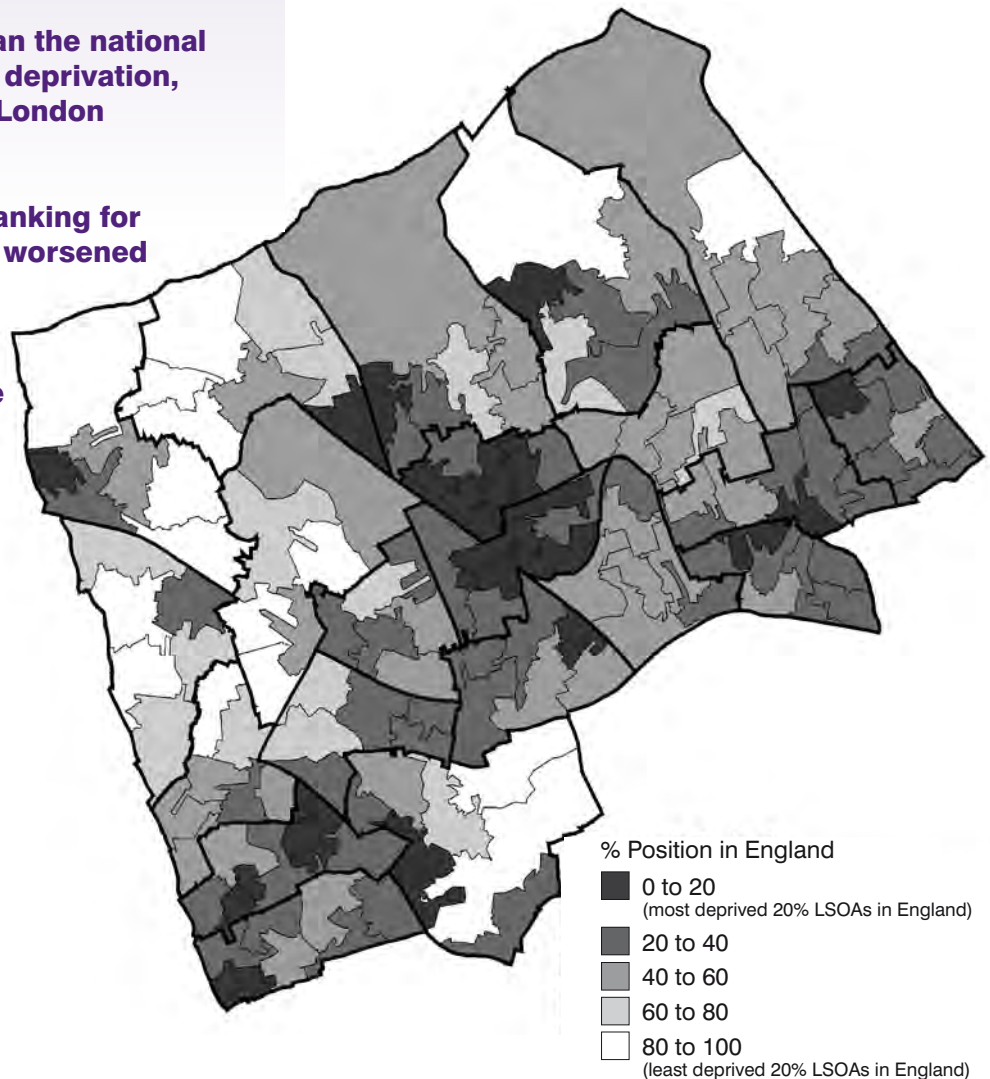 an the national
deprivation,
London
anking for
worsened
e
% Position in England
0 to 20
(most deprived 20% LSOAs in England)
20 to 40
40 to 60
60 to 80
80 to 100
(least deprived 20% LSOAs in England)